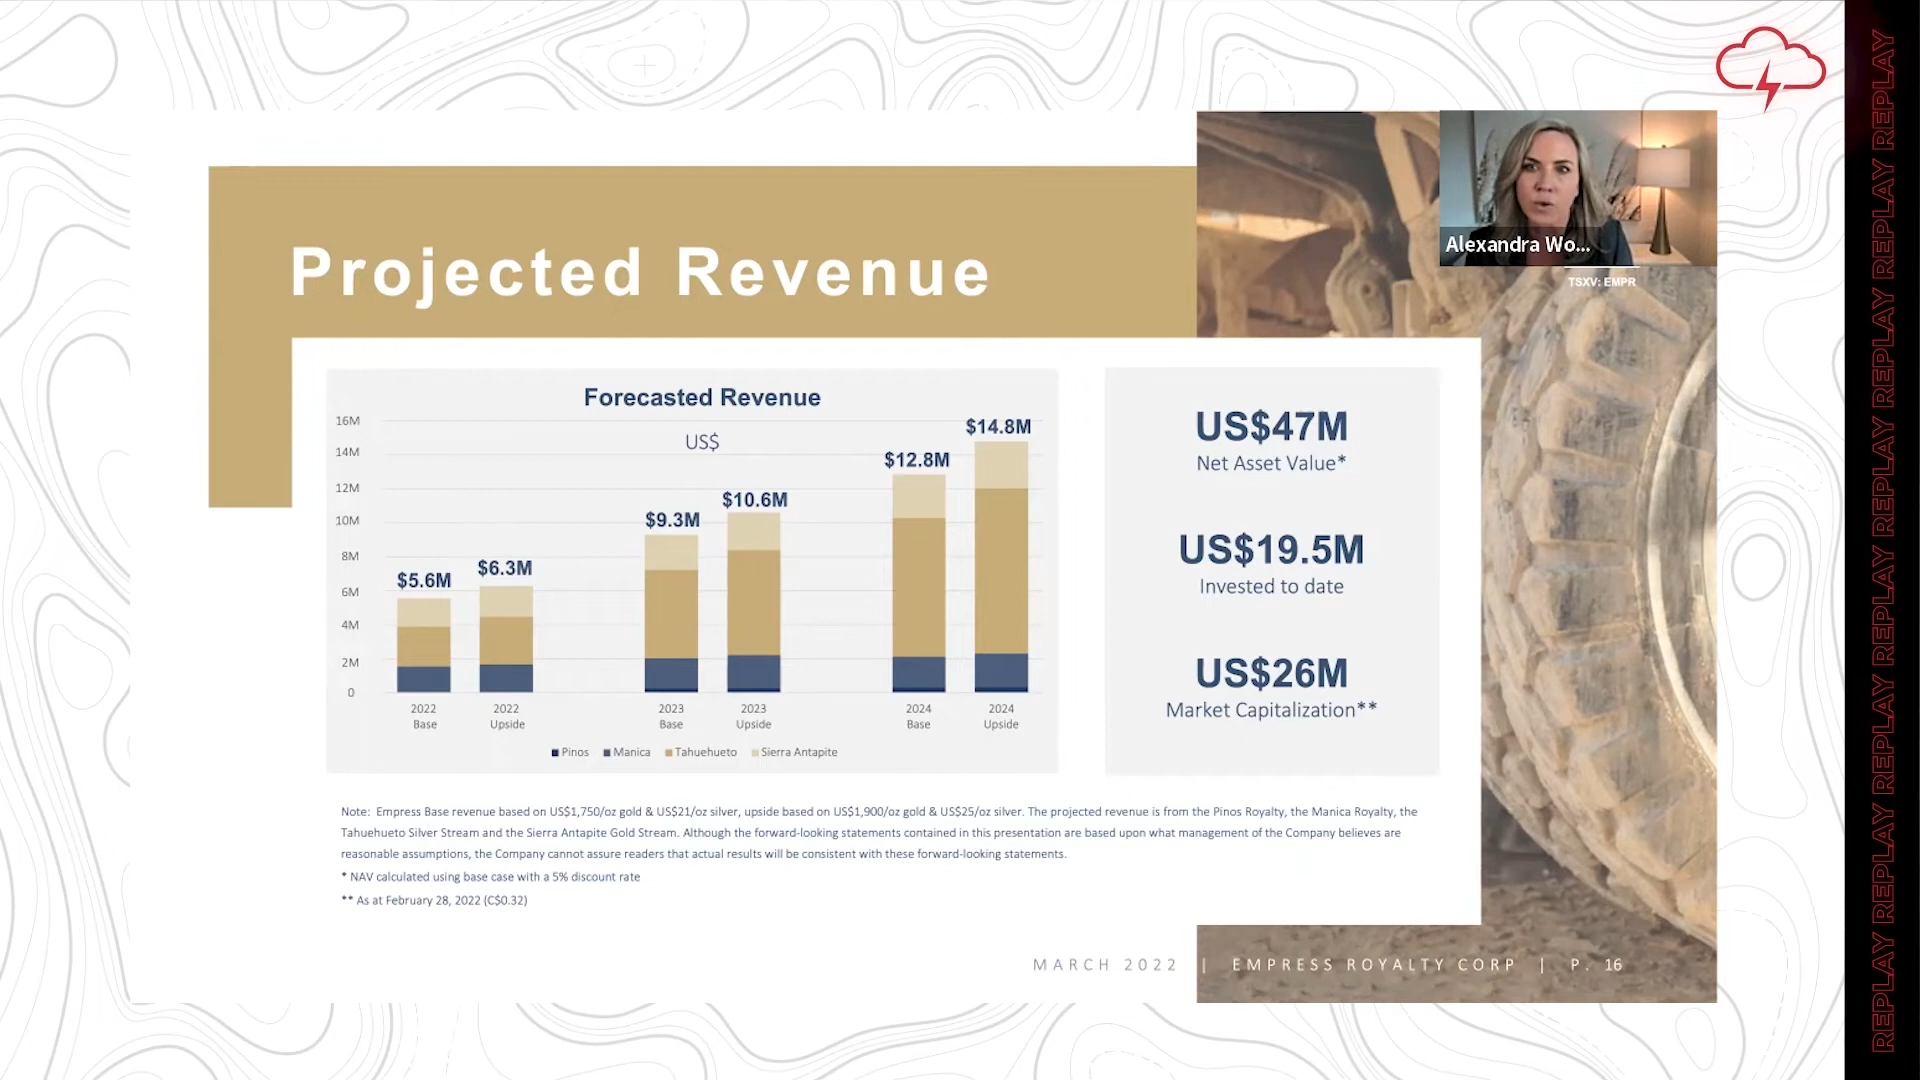 Projected Revenue
Alexandra Wo...
TSXV: EMPR
Forecasted Revenue
US$
16M
14M
12M
10M
8M
6M
4M
2M
0
$5.6M
$6.3M
$9.3M
$10.6M
$12.8M
$14.8M
2022 Base
2022 Upside
2023 Base
2023 Upside
2024 Base
2024 Upside
Pinos Manica Tahuehueto Sierra Antapite
US$47M
Net Asset Value*
US$19.5M
Invested to date
US$26M
Market Capitalization**
Note: Empress Base revenue based on US$1,750/oz gold & US$21/oz silver, upside based on US$1,900/oz gold & US$25/oz silver. The projected revenue is from the Pinos Royalty, the Manica Royalty, the
Tahuehueto Silver Stream and the Sierra Antapite Gold Stream. Although the forward-looking statements contained in this presentation are based upon what management of the Company believes are
reasonable assumptions, the Company cannot assure readers that actual results will be consistent with these forward-looking statements.
* NAV calculated using base case with a 5% discount rate
** As at February 28, 2022 (C$0.32)
MARCH 2022 | EMPRESS ROYALTY CORP | P. 16
REPLAY REPLAY REPLAY REPLAY REPLAY REPLAY REPLAY REPLAY REPLAY REPLAY REPLAY REPLAY